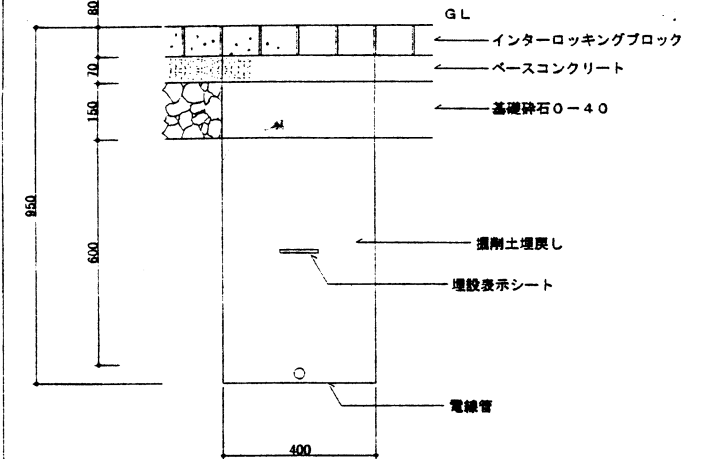 GL
80
インターロッキングブロック
70
ベースコンクリート
150
基礎砕石0-40
950
600
掘削土埋戻し
埋設表示シート
電線管
400